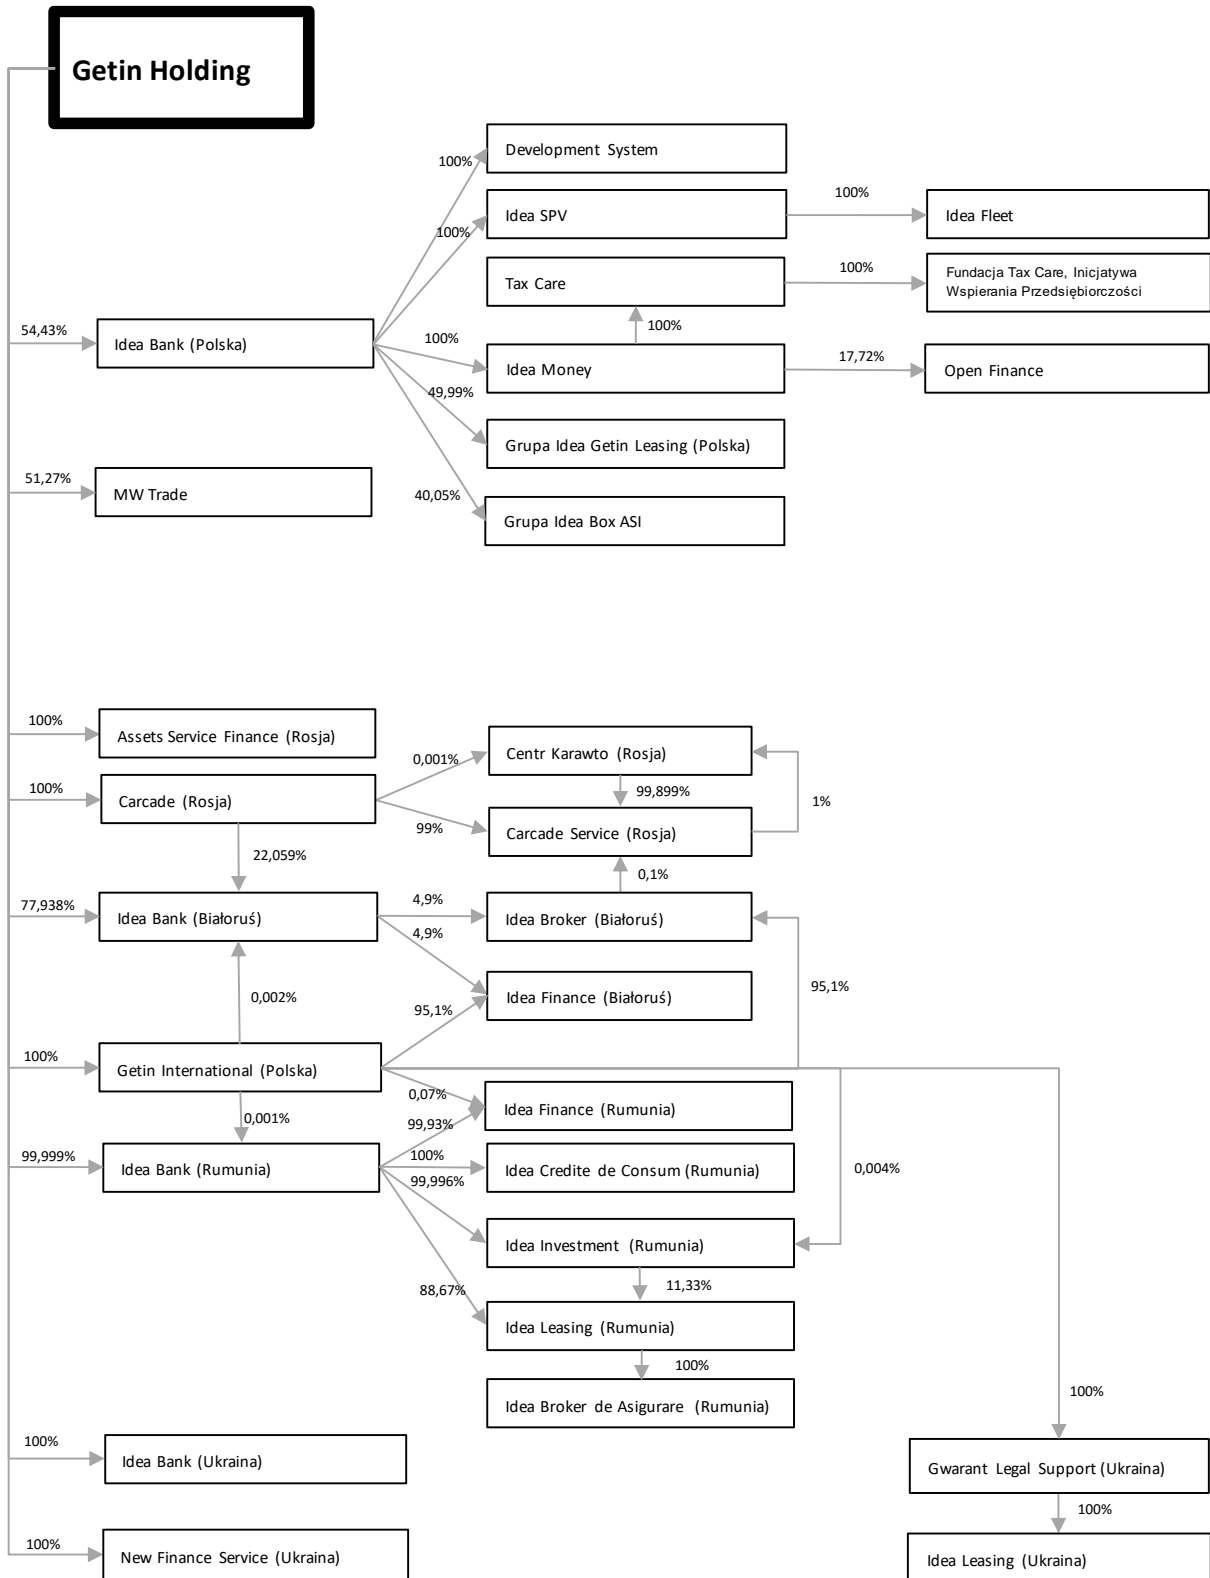 Getin Holding
Development System
100%
Idea SPV
100%
100%
Idea Fleet
Tax Care
100%
Fundacja Tax Care, Inicjatywa
Wspierania Przedsiębiorczości
54,43%
Idea Bank (Polska)
100%
100%
Idea Money
17,72%
Open Finance
49,99%
Grupa Idea Getin Leasing (Polska)
51,27%
MW Trade
40,05%
Grupa Idea Box ASI
100%
Assets Service Finance (Rosja)
0,001%
Centr Karawto (Rosja)
100%
Carcade (Rosja)
99,899%
1%
99%
Carcade Service (Rosja)
22,059%
0,1%
77,938%
Idea Bank (Białoruś)
4,9%
Idea Broker (Białoruś)
4,9%
0,002%
95,1%
Idea Finance (Białoruś)
95,1%
100%
Getin International (Polska)
0,07%
Idea Finance (Rumunia)
0,001%
99,93%
99,999%
Idea Bank (Rumunia)
100%
Idea Credite de Consum (Rumunia)
0,004%
99,996%
Idea Investment (Rumunia)
11,33%
88,67%
Idea Leasing (Rumunia)
100%
Idea Broker de Asigurare (Rumunia)
100%
100%
Idea Bank (Ukraina)
Gwarant Legal Support (Ukraina)
100%
100%
New Finance Service (Ukraina)
Idea Leasing (Ukraina)